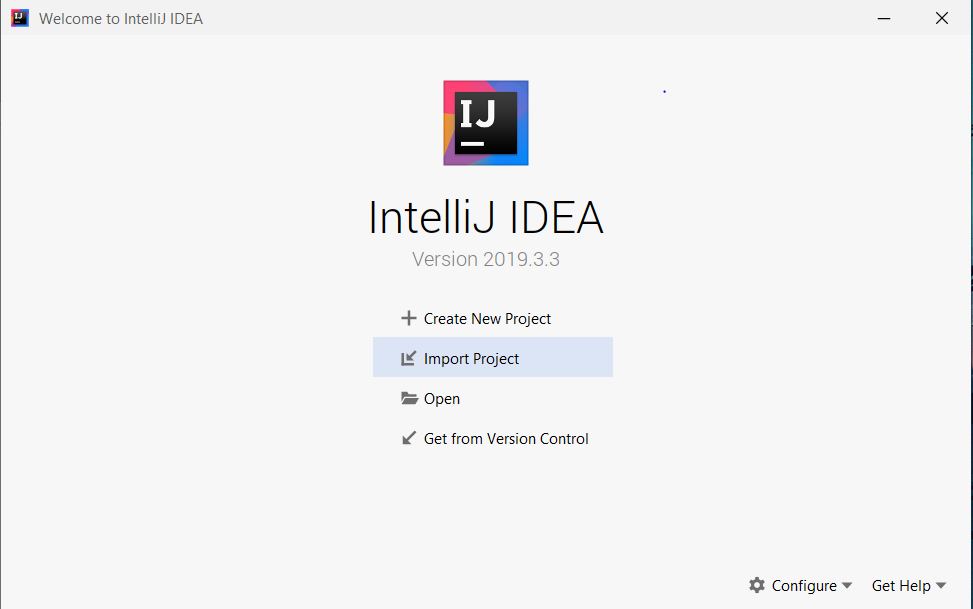 Welcome to IntelliJ IDEA
IJ
IntelliJ IDEA
Version 2019.3.3
Create New Project
Import Project
Open
Get from Version Control
Configure
Get Help